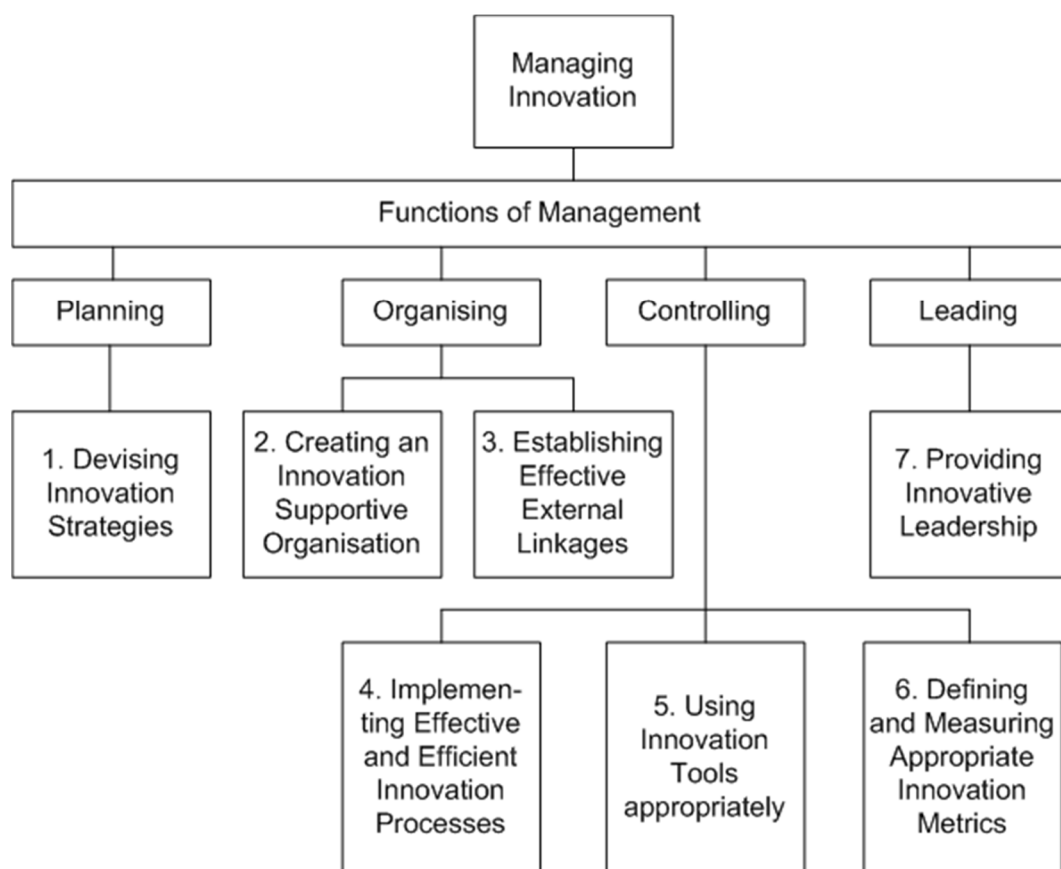 Managing
Innovation
Functions of Management
Planning
Organising
Controlling
Leading
1. Devising
Innovation
Strategies
2. Creating an
Innovation
Supportive
Organisation
3. Establishing
Effective
External
Linkages
7. Providing
Innovative
Leadership
4. Implemen-
ting Effective
and Efficient
Innovation
Processes
5. Using
Innovation
Tools
appropriately
6. Defining
and Measuring
Appropriate
Innovation
Metrics